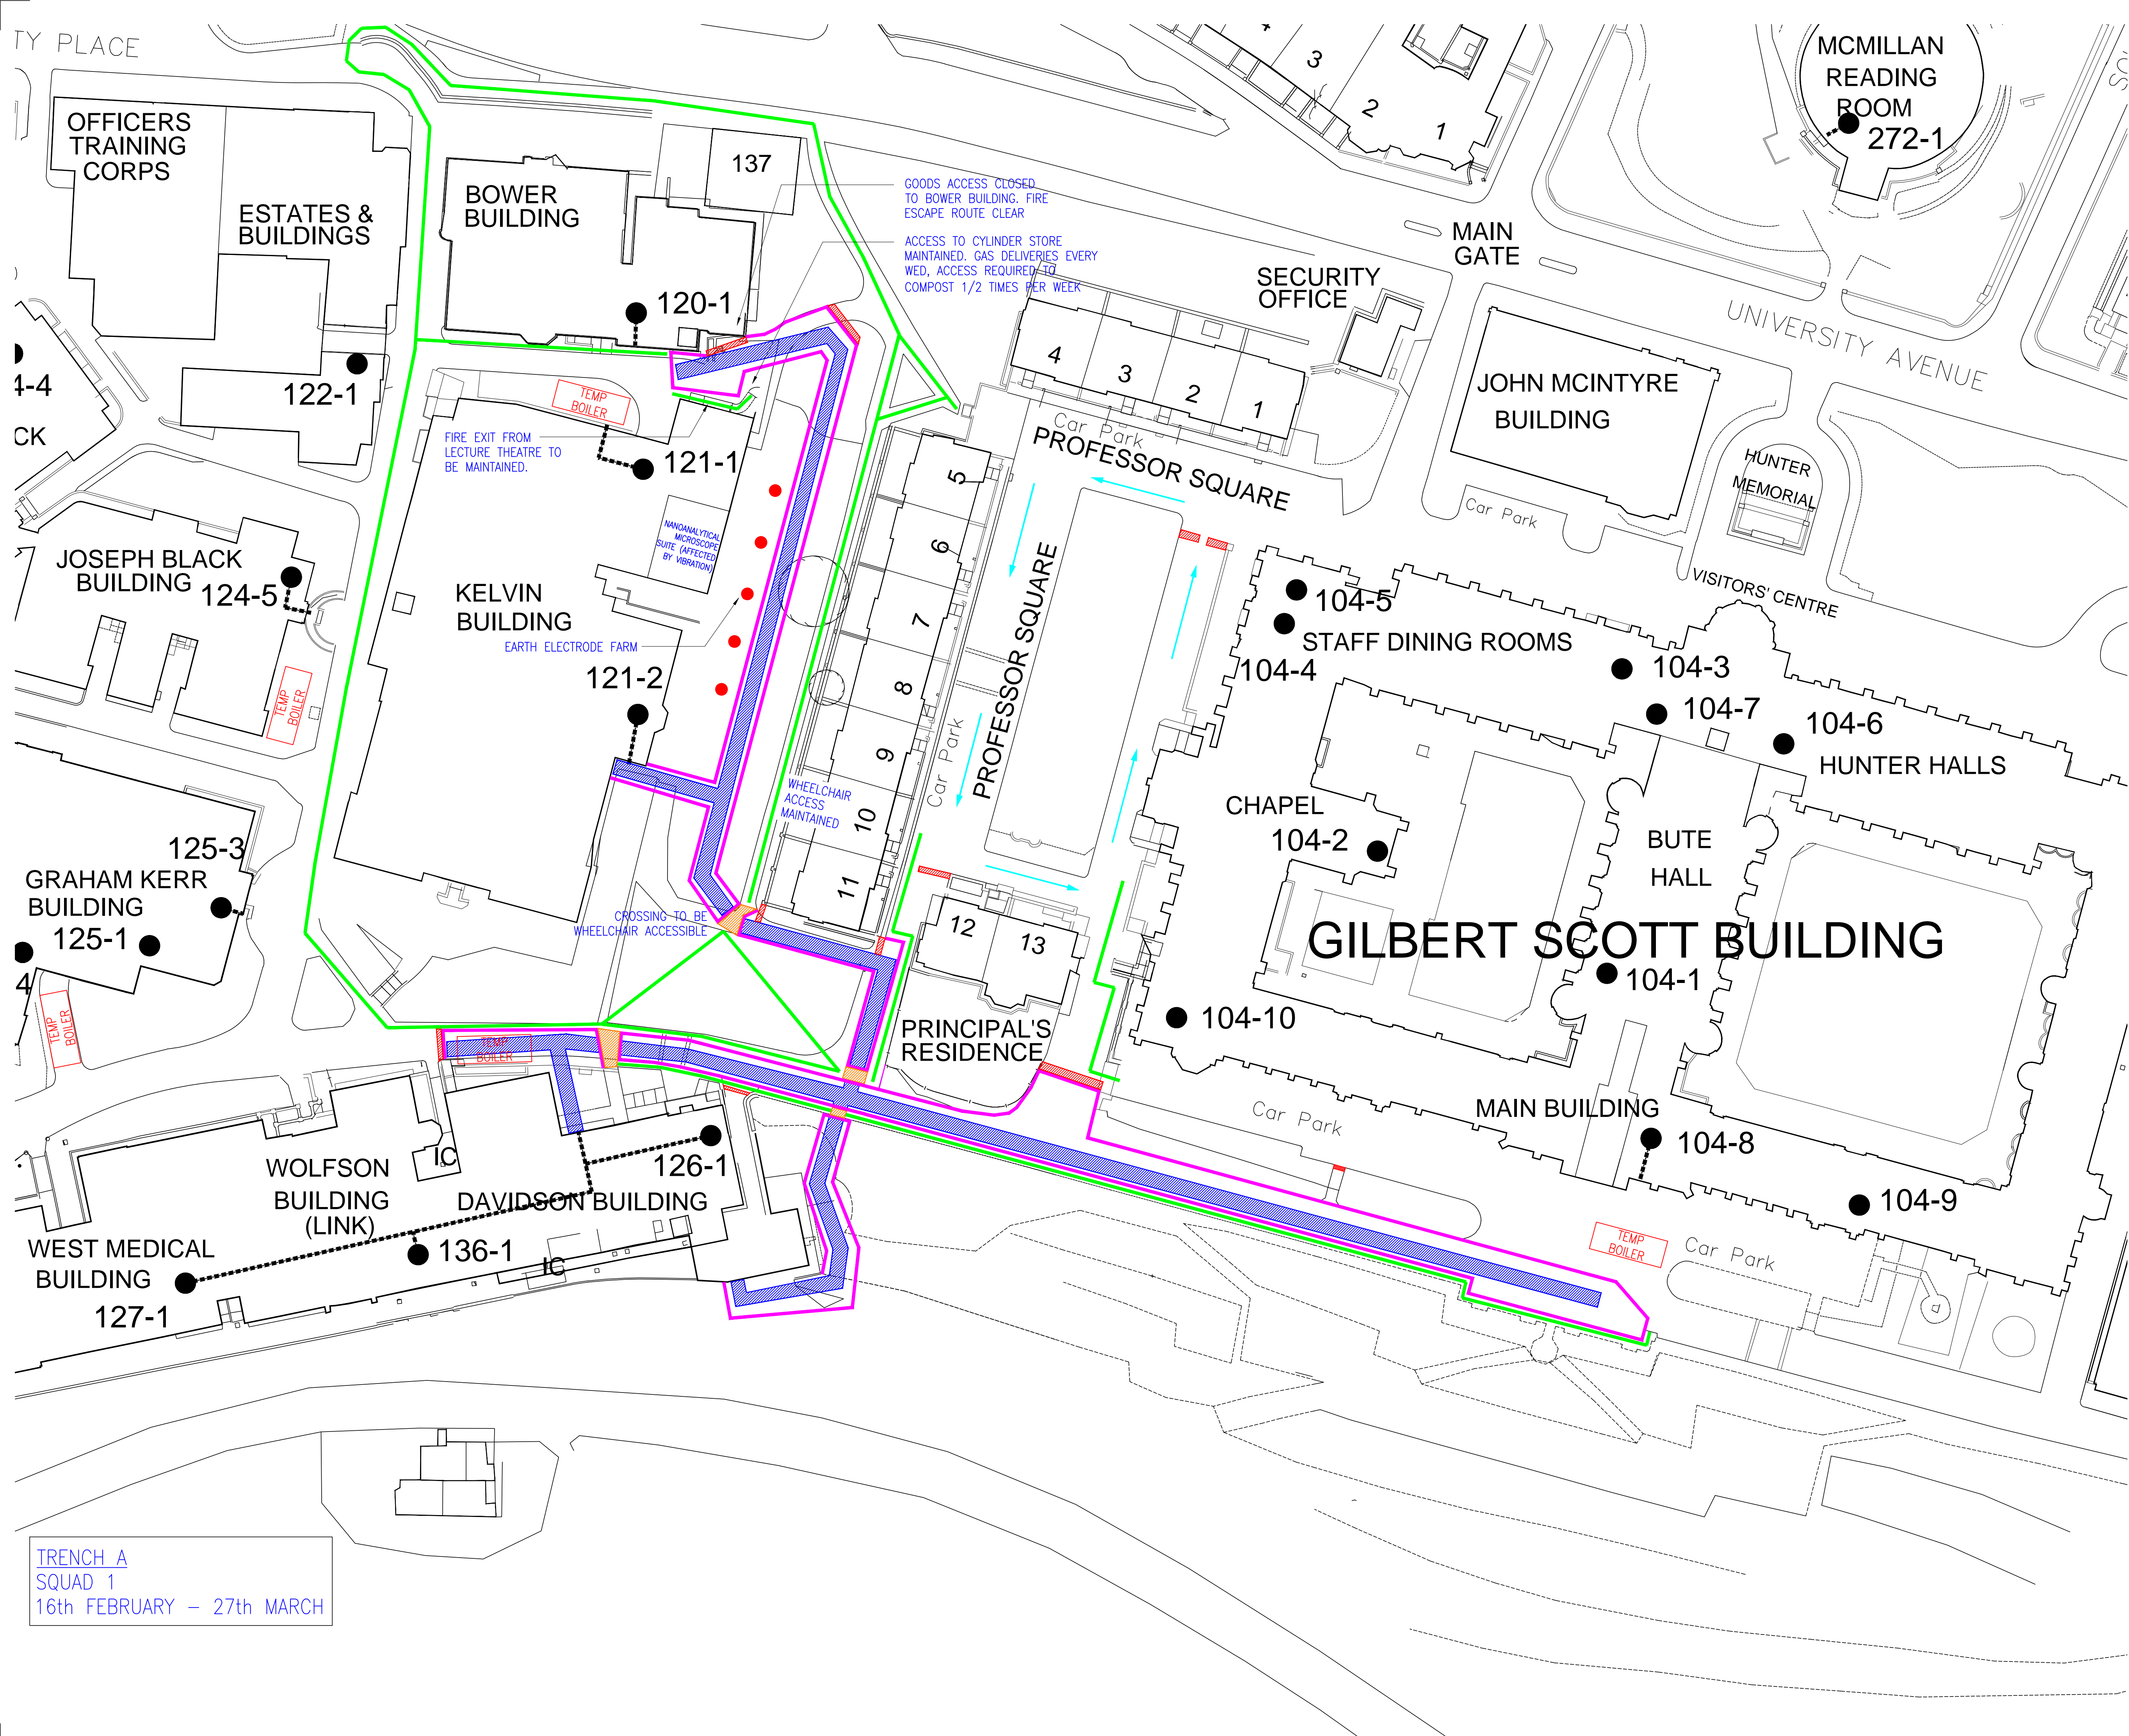 TY PLACE
OFFICERS
TRAINING
CORPS
ESTATES &
BUILDINGS
BOWER
BUILDING
137
GOODS ACCESS CLOSED
TO BOWER BUILDING. FIRE
ESCAPE ROUTE CLEAR
ACCESS TO CYLINDER STORE
MAINTAINED. GAS DELIVERIES EVERY
WED, ACCESS REQUIRED TO
COMPOST 1/2 TIMES PER WEEK
3
2
1
MCMILLAN
READING
ROOM
272-1
MAIN
GATE
SECURITY
OFFICE
UNIVERSITY AVENUE
120-1
122-1
4-4
CK
TEMP
BOILER
FIRE EXIT FROM
LECTURE THEATRE TO
BE MAINTAINED.
121-1
4
3
2
1
Car Park
PROFESSOR SQUARE
JOHN MCINTYRE
BUILDING
HUNTER
MEMORIAL
Car Park
VISITORS' CENTRE
NANOANALYTICAL
MICROSCOPE
SUITE (AFFECTED
BY VIBRATION)
JOSEPH BLACK
BUILDING
124-5
KELVIN
BUILDING
EARTH ELECTRODE FARM
121-2
TEMP
BOILER
5
6
7
8
9
10
11
PROFESSOR SQUARE
Car Park
WHEELCHAIR
ACCESS
MAINTAINED
104-5
STAFF DINING ROOMS
104-4
104-3
104-7
104-6
HUNTER HALLS
CHAPEL
104-2
BUTE
HALL
GILBERT SCOTT BUILDING
104-1
104-10
125-3
GRAHAM KERR
BUILDING
125-1
4
TEMP
BOILER
CROSSING TO BE
WHEELCHAIR ACCESSIBLE
12
13
PRINCIPAL'S
RESIDENCE
TEMP
BOILER
Car Park
MAIN BUILDING
104-8
104-9
TEMP
BOILER
Car Park
IC
WOLFSON
BUILDING
(LINK)
126-1
DAVIDSON BUILDING
WEST MEDICAL
BUILDING
127-1
136-1
IC
TRENCH A
SQUAD 1
16th FEBRUARY – 27th MARCH